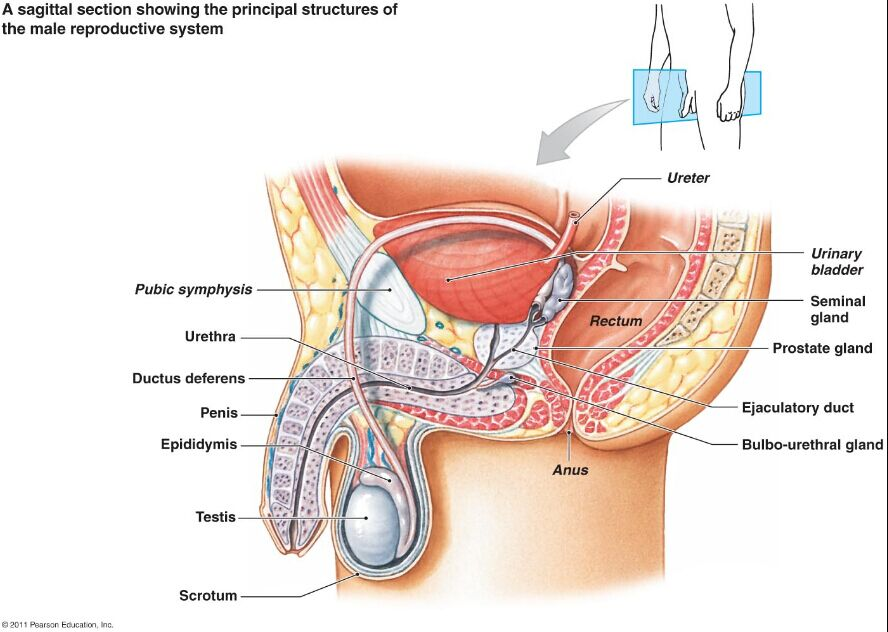 A sagittal section showing the principal structures of
the male reproductive system
Ureter
Urinary
bladder
Pubic symphysis
Seminal
gland
Rectum
Urethra
Prostate gland
Ductus deferens
Penis
Ejaculatory duct
Epididymis
Bulbo-urethral gland
Anus
Testis
Scrotum
© 2011 Pearson Education, Inc.